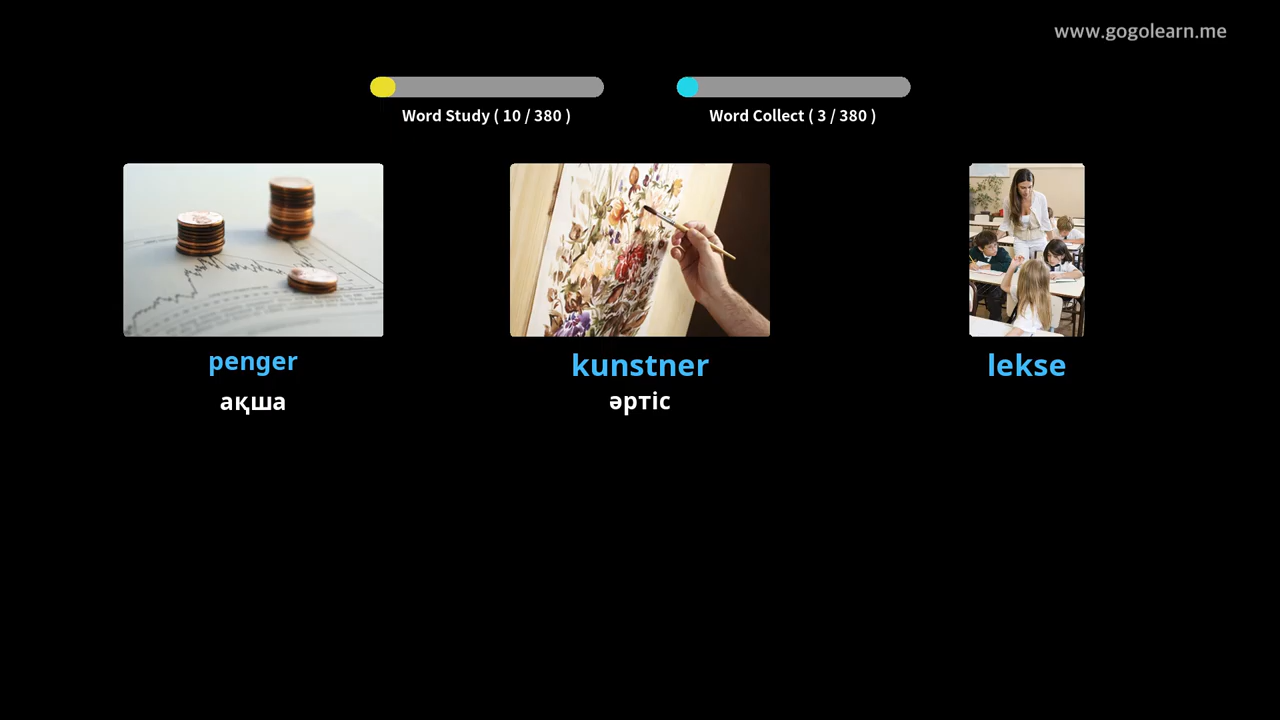 www.gogolearn.me
Word Study ( 10 / 380 )
Word Collect ( 3 / 380 )
penger
kunstner
lekse
ақша
әртіс